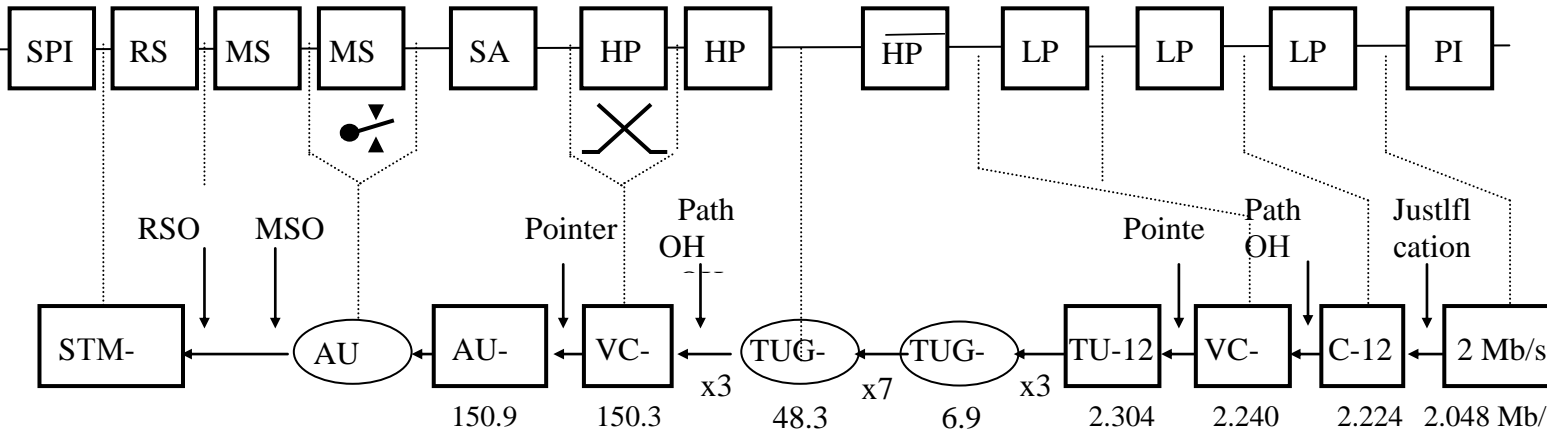 SPI RS MS MS SA HP HP HP LP LP LP PI
Path
Path
Justlfl
RSO MSO Pointer OH Pointe OH cation
STM- AU AU- VC- TUG- TUG- TU-12 VC- C-12 2 Mb/s
x3 x7 x3
150.9 150.3 48.3 6.9 2.304 2.240 2.224 2.048 Mb/